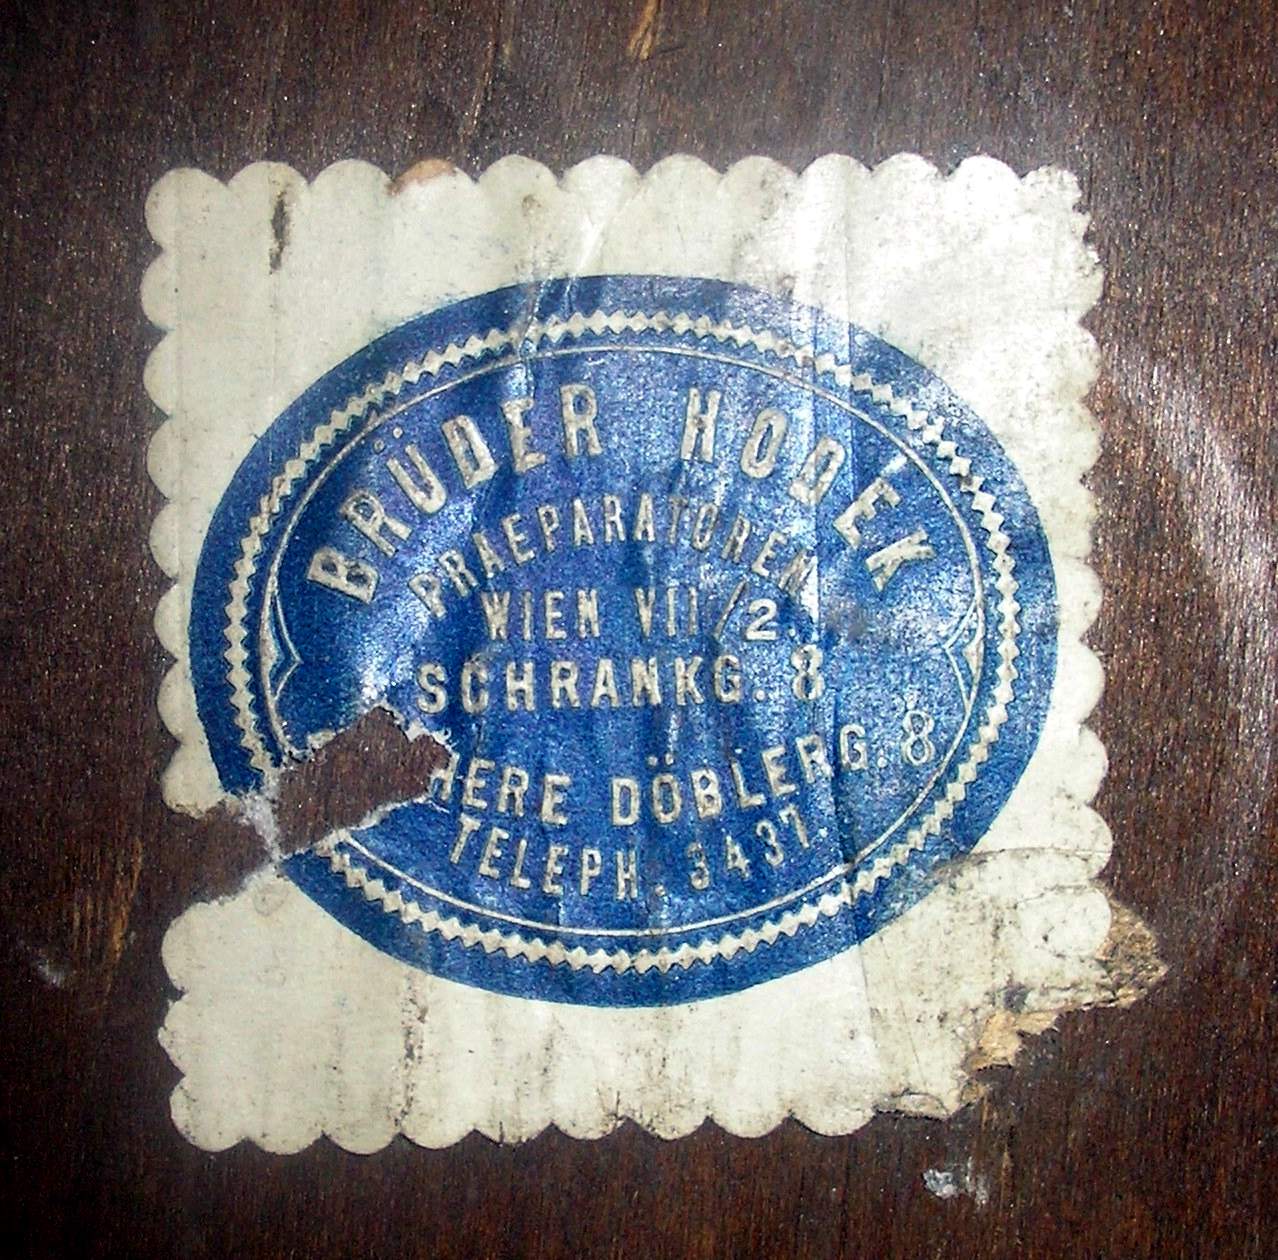 BRÜDER HODEK
PRAEPARATOREN
WIEN VII/2.
SCHRANKG. 8
DÖBLERG. 8
TELEPH. 3437.